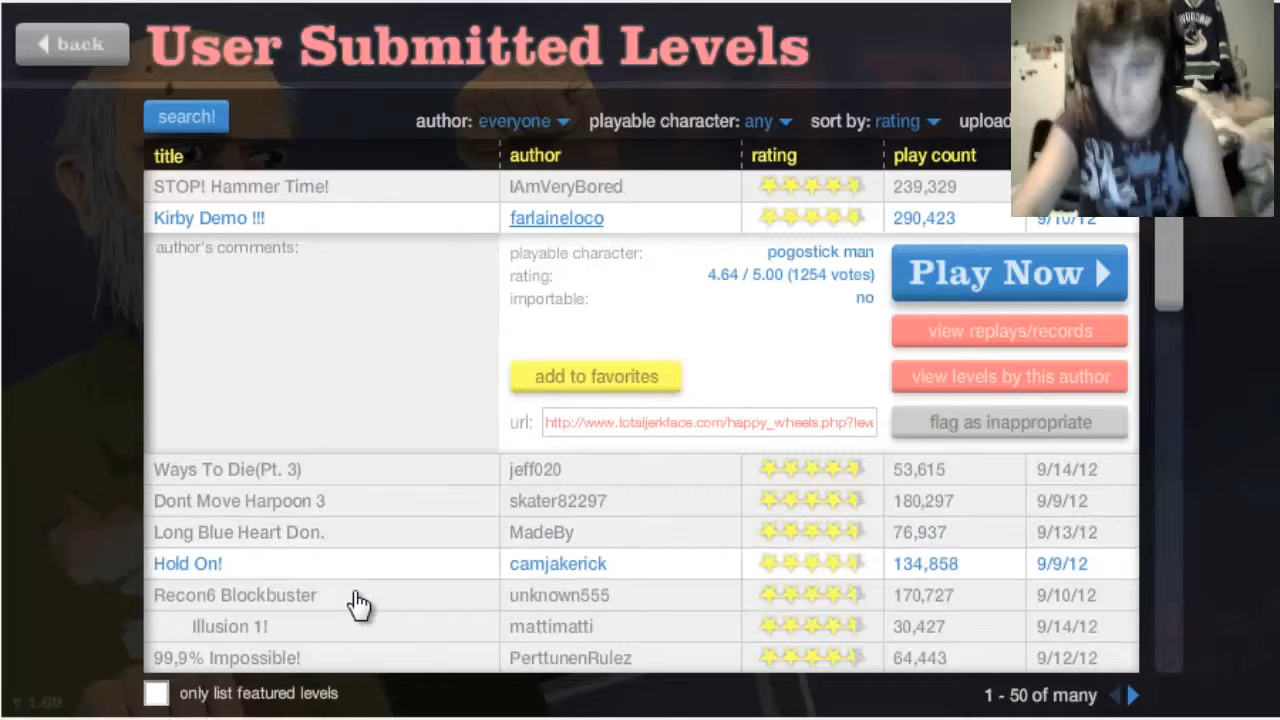 back
User Submitted Levels
search!
author: everyone playable character: any sort by: rating upload
title author rating play count
STOP! Hammer Time! IAmVeryBored 239,329
Kirby Demo !!! farlaineloco 290,423 9/10/12
author's comments:
playable character: pogostick man
rating: 4.64 / 5.00 (1254 votes)
importable: no
Play Now
view replays/records
add to favorites
view levels by this author
url: http://www.totaljerkface.com/happy_wheels.php?leve
flag as inappropriate
Ways To Die(Pt. 3) jeff020 53,615 9/14/12
Dont Move Harpoon 3 skater82297 180,297 9/9/12
Long Blue Heart Don. MadeBy 76,937 9/13/12
Hold On! camjakerick 134,858 9/9/12
Recon6 Blockbuster unknown555 170,727 9/10/12
Illusion 1! mattimatti 30,427 9/14/12
99,9% Impossible! PerttunenRulez 64,443 9/12/12
only list featured levels
1 - 50 of many
v 1.60